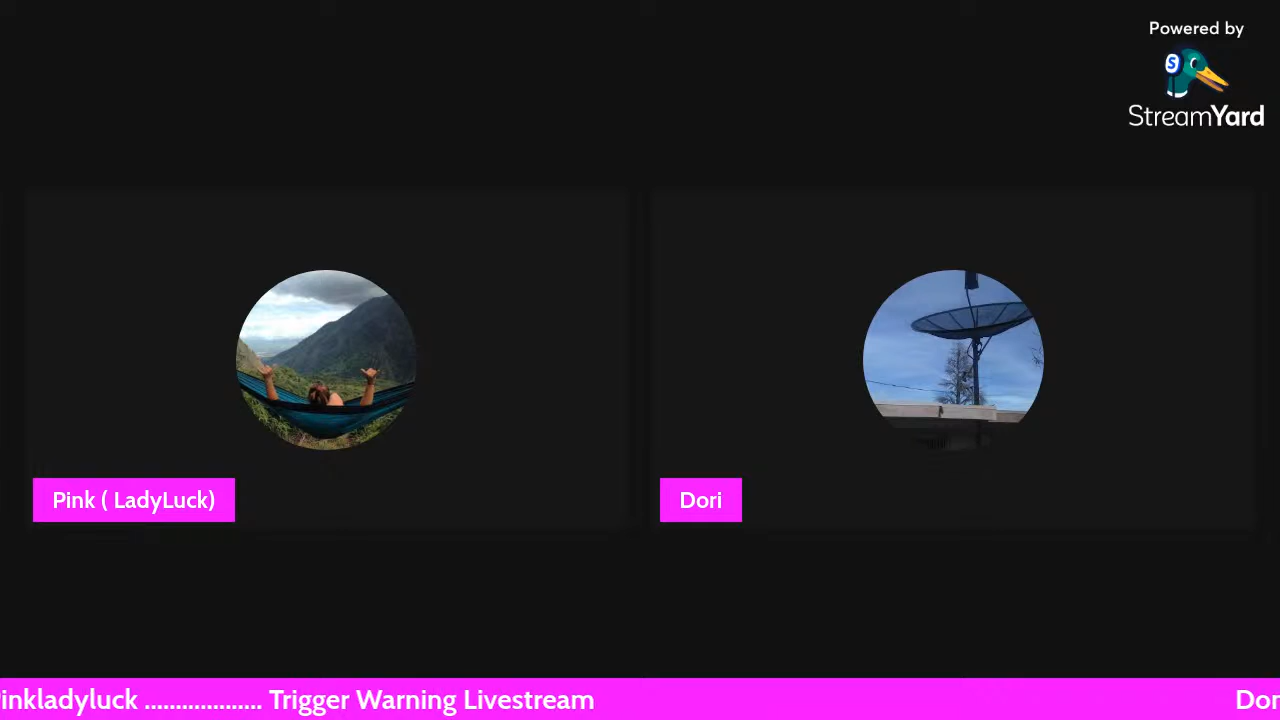 Powered by
StreamYard
Pink ( LadyLuck)
Dori
inkladyluck ................... Trigger Warning Livestream
Dor